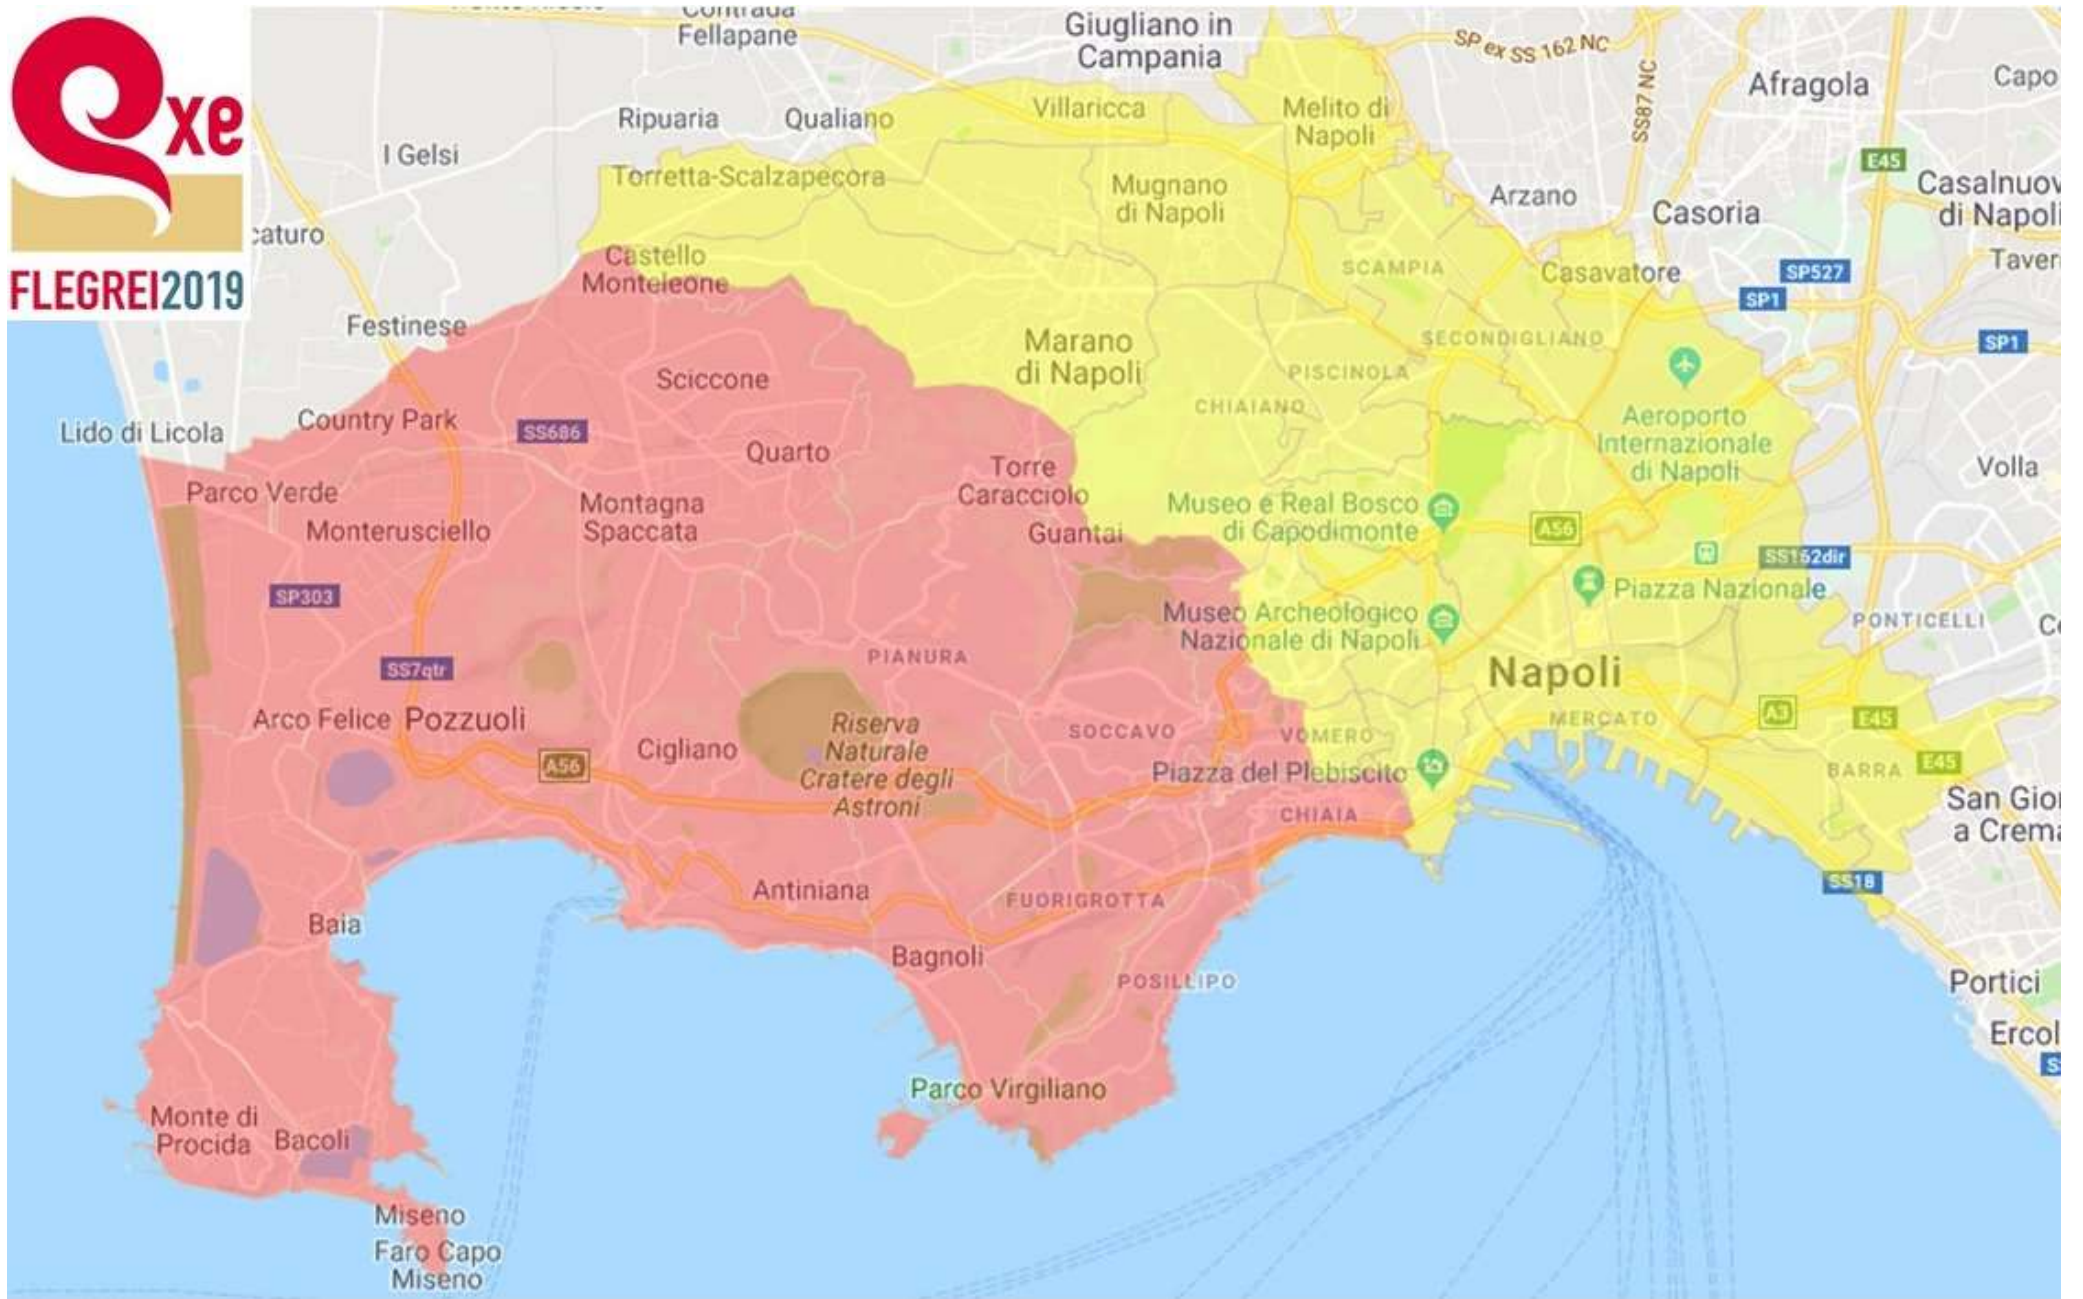 xe
FLEGREI2019
Contrada
Fellapane
Giugliano in
Campania
SP ex SS 162 NC
SS87 NC
Afragola
Capo
Ripuaria
Qualiano
Villaricca
Melito di
Napoli
I Gelsi
E45
Torretta-Scalzapecora
Mugnano
di Napoli
Arzano
Casoria
Casalnuov
di Napoli
caturo
Castello
Monteleone
SCAMPIA
Casavatore
SP527
Taver
SP1
Festinese
Marano
di Napoli
SECONDIGLIANO
SP1
Sciccone
PISCINOLA
CHIAIANO
Lido di Licola
Country Park
SS686
Aeroporto
Internazionale
di Napoli
Quarto
Torre
Caracciolo
Volla
Parco Verde
Montagna
Spaccata
Museo e Real Bosco
di Capodimonte
Monterusciello
Guantai
A56
SS162dir
SP303
Piazza Nazionale
Museo Archeologico
Nazionale di Napoli
PONTICELLI
Ce
PIANURA
SS7qtr
Napoli
Arco Felice
Pozzuoli
Riserva
Naturale
Cratere degli
Astroni
SOCCAVO
VOMERO
MERCATO
A3
E45
Cigliano
A56
Piazza del Plebiscito
BARRA
E45
CHIAIA
San Gior
a Crema
Antiniana
FUORIGROTTA
SS18
Baia
Bagnoli
POSILLIPO
Portici
Ercol
S
Parco Virgiliano
Monte di
Procida
Bacoli
Miseno
Faro Capo
Miseno